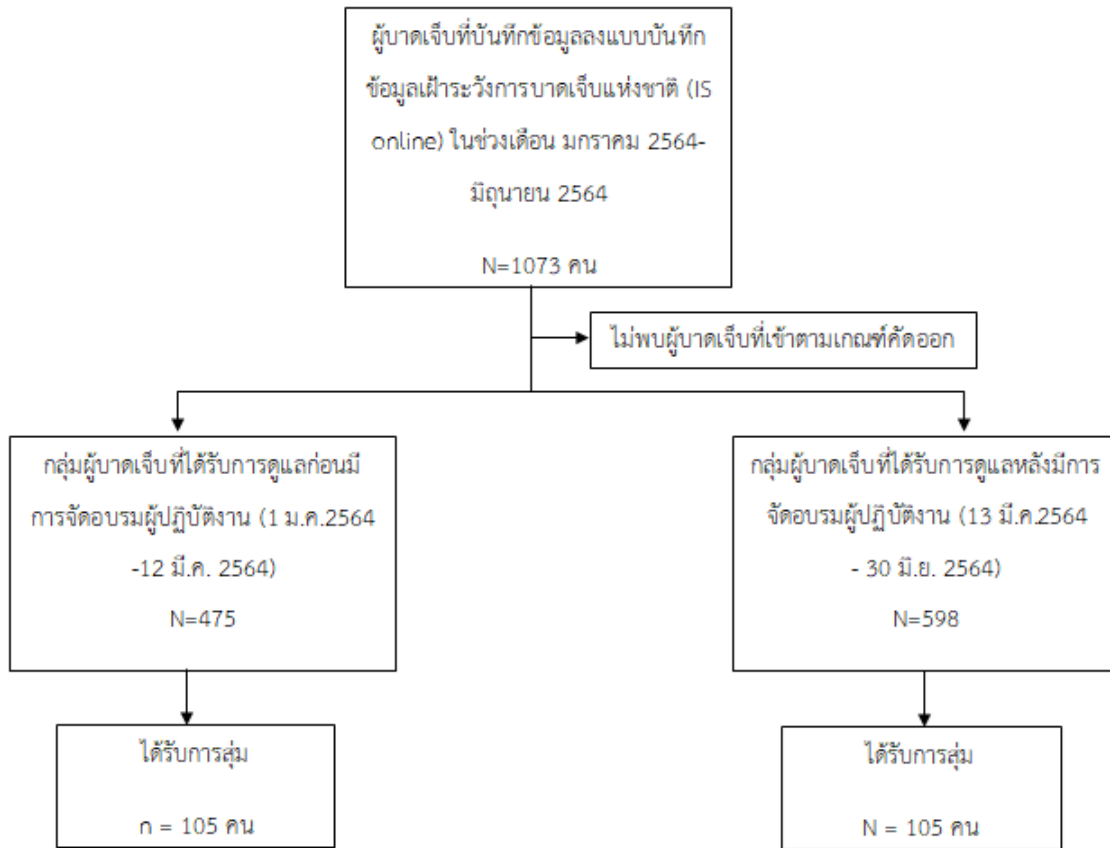 ผู้บาดเจ็บที่บันทึกข้อมูลลงแบบบันทึก
ข้อมูลเฝ้าระวังการบาดเจ็บแห่งชาติ (IS
online) ในช่วงเดือน มกราคม 2564-
มิถุนายน 2564
N=1073 คน
ไม่พบผู้บาดเจ็บที่เข้าตามเกณฑ์คัดออก
กลุ่มผู้บาดเจ็บที่ได้รับการดูแลก่อนมี
การจัดอบรมผู้ปฏิบัติงาน (1 ม.ค.2564
-12 มี.ค. 2564)
N=475
กลุ่มผู้บาดเจ็บที่ได้รับการดูแลหลังมีการ
จัดอบรมผู้ปฏิบัติงาน (13 มี.ค.2564
- 30 มิ.ย. 2564)
N=598
ได้รับการสุ่ม
n = 105 คน
ได้รับการสุ่ม
N = 105 คน